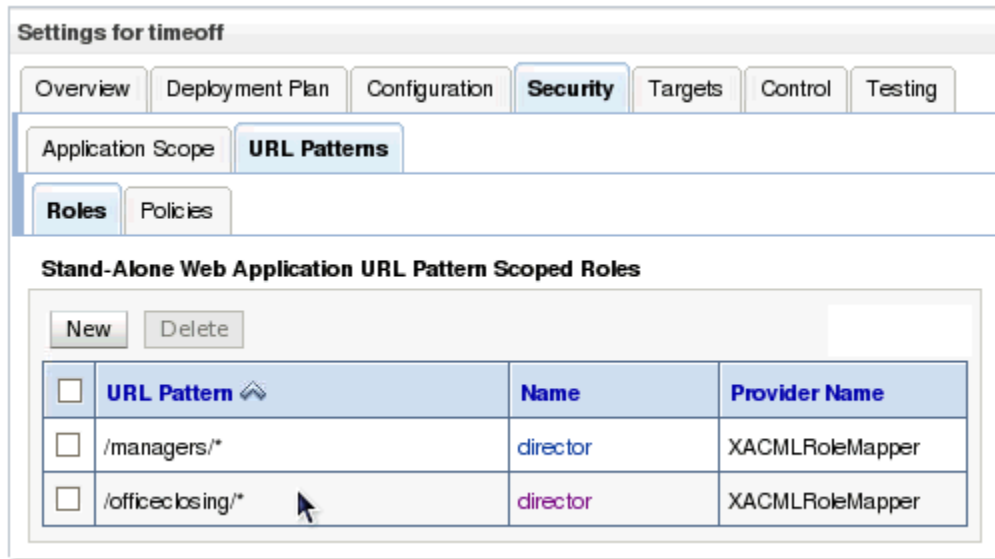 Settings for timeoff
Overview Deployment Plan Configuration Security Targets Control Testing
Application Scope URL Patterns
Roles Policies
Stand-Alone Web Application URL Pattern Scoped Roles
New Delete
URL Pattern Name Provider Name
/managers/* director XACMLRoleMapper
/officeclosing/* director XACMLRoleMapper